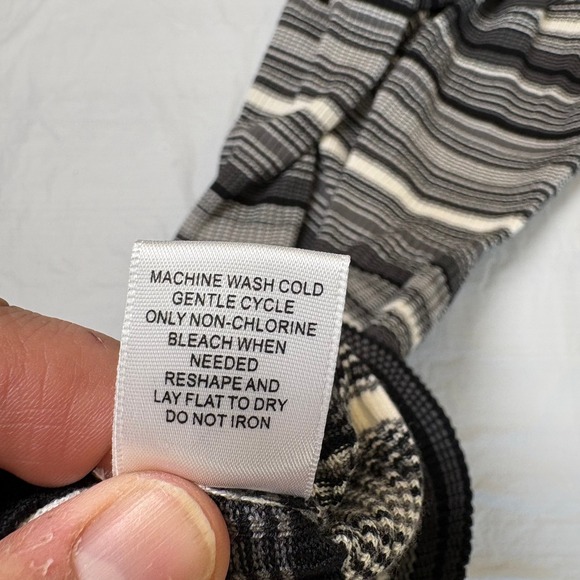 MACHINE WASH COLD
GENTLE CYCLE
ONLY NON-CHLORINE
BLEACH WHEN
NEEDED
RESHAPE AND
LAY FLAT TO DRY
DO NOT IRON